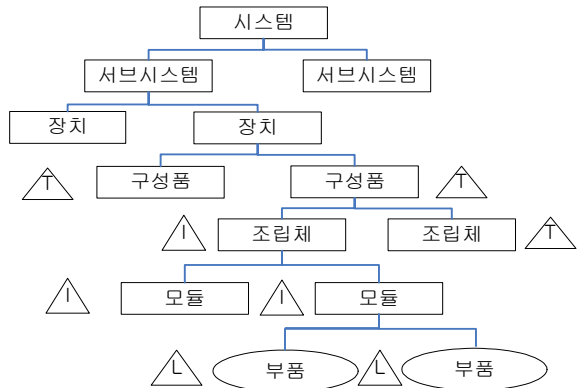 시스템
서브시스템 서브시스템
장치 장치
T 구성품 구성품 T
I 조립체 조립체 T
I 모듈 I 모듈
L 부품 L 부품